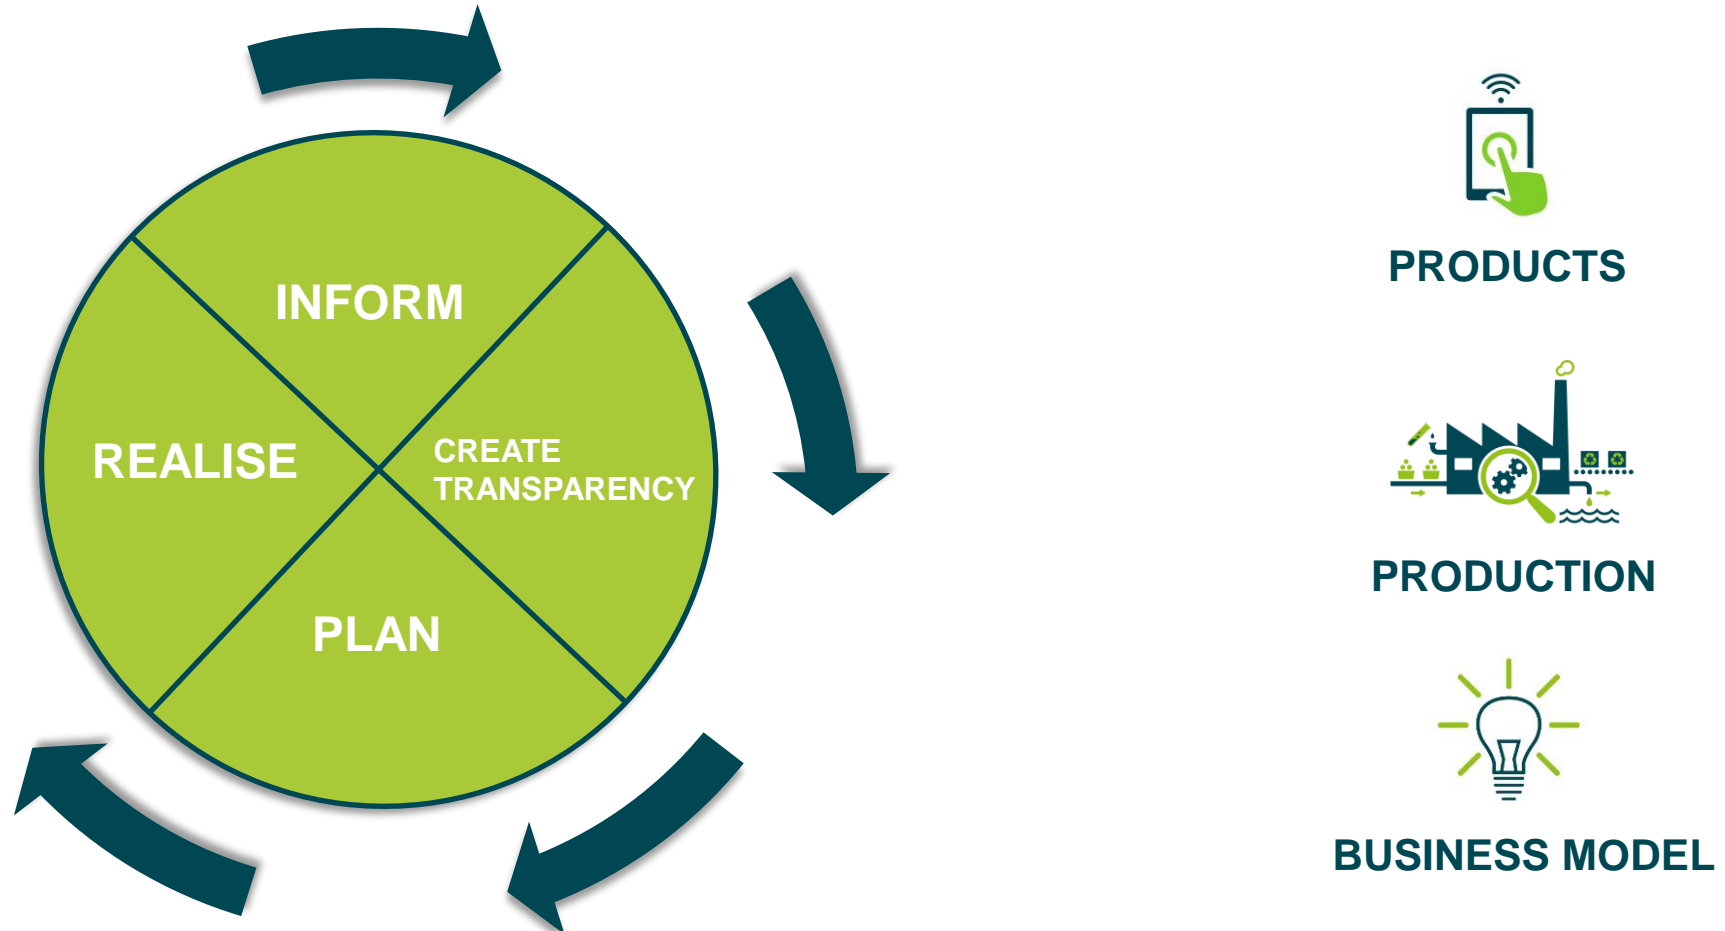 INFORM
REALISE
CREATE
TRANSPARENCY
PLAN
PRODUCTS
PRODUCTION
BUSINESS MODEL